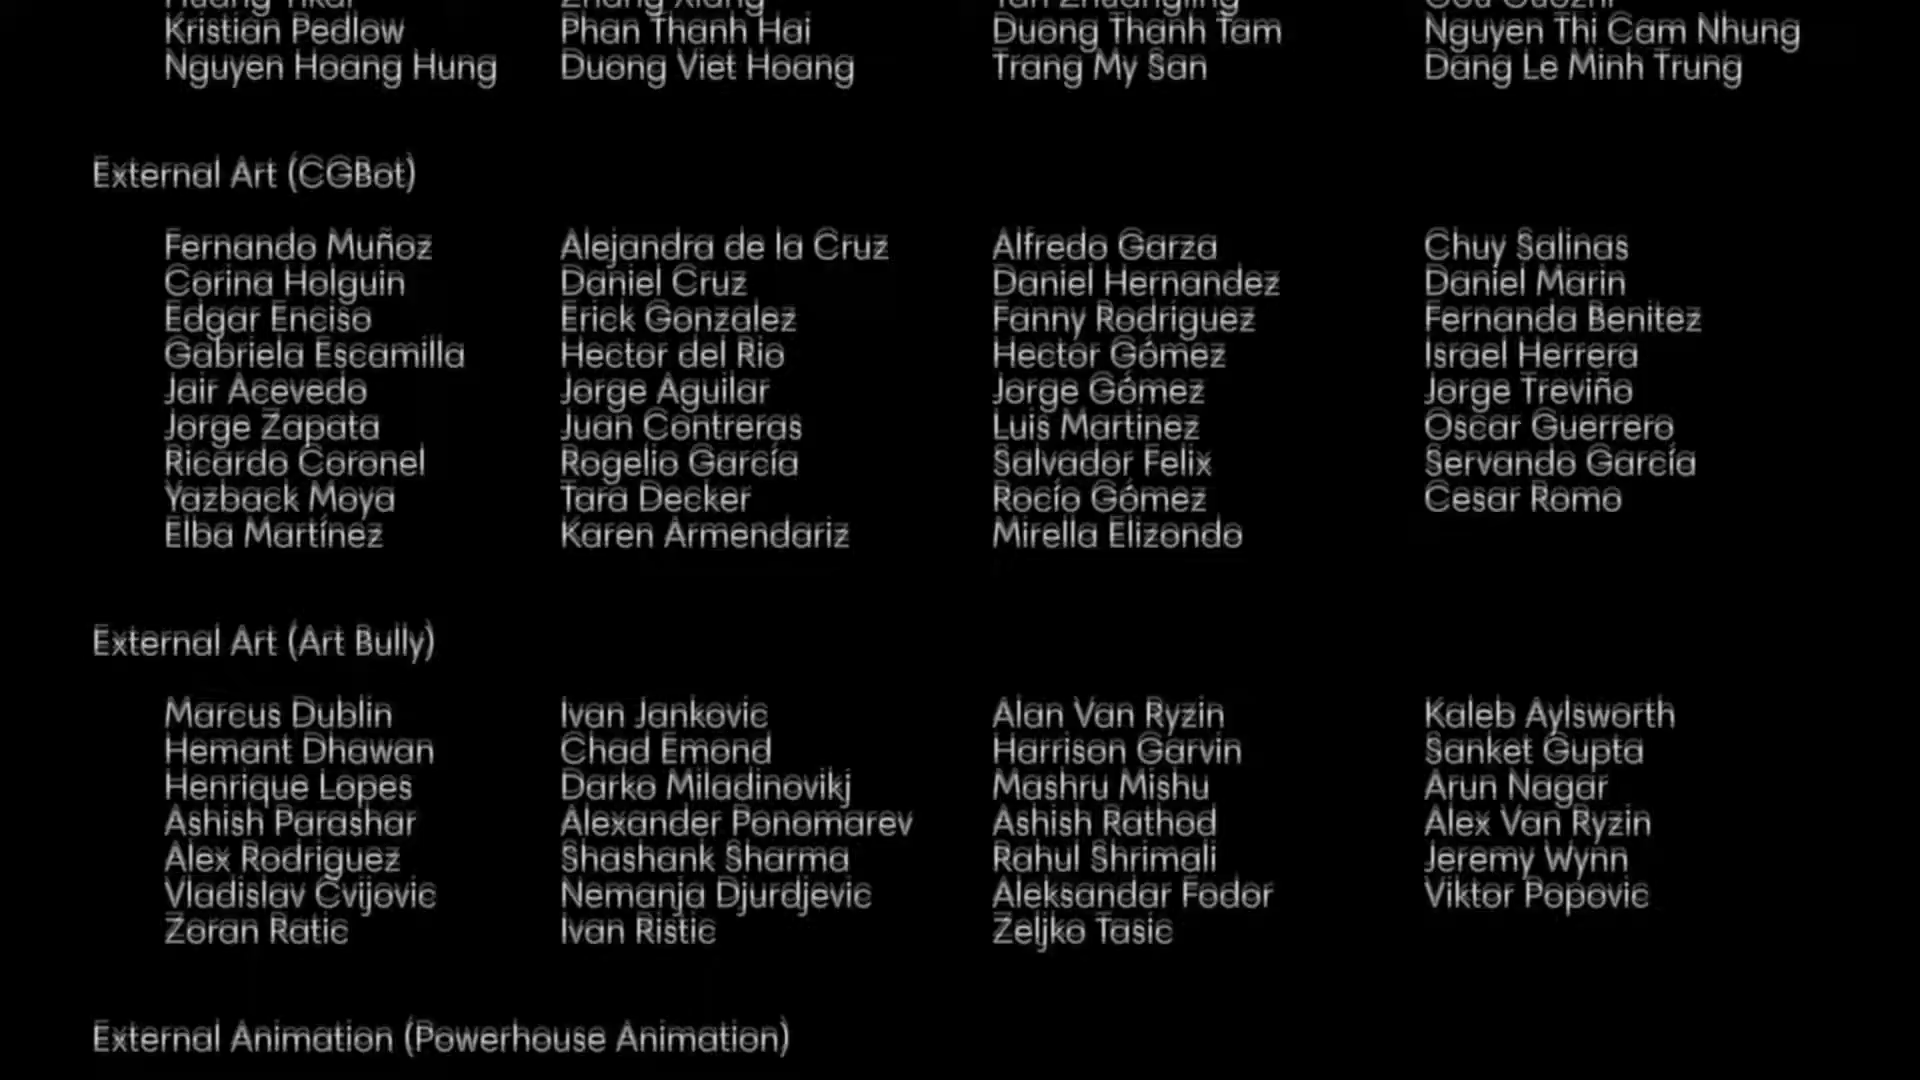 Kristian Pedlow Phan Thanh Hai Duong Thanh Tam Nguyen Thi Cam Nhung
Nguyen Hoang Hung Duong Viet Hoang Trang My San Dang Le Minh Trung
External Art (CGBot)
Fernando Muñoz Alejandra de la Cruz Alfredo Garza Chuy Salinas
Corina Holguin Daniel Cruz Daniel Hernandez Daniel Marin
Edgar Enciso Erick Gonzalez Fanny Rodríguez Fernanda Benitez
Gabriela Escamilla Hector del Rio Hector Gómez Israel Herrera
Jair Acevedo Jorge Aguilar Jorge Gómez Jorge Treviño
Jorge Zapata Juan Contreras Luis Martinez Oscar Guerrero
Ricardo Coronel Rogelio García Salvador Felix Servando García
Yazback Moya Tara Decker Rocío Gómez Cesar Romo
Elba Martínez Karen Armendariz Mirella Elizondo
External Art (Art Bully)
Marcus Dublin Ivan Jankovic Alan Van Ryzin Kaleb Aylsworth
Hemant Dhawan Chad Emond Harrison Garvin Sanket Gupta
Henrique Lopes Darko Miladinovikj Mashru Mishu Arun Nagar
Ashish Parashar Alexander Ponomarev Ashish Rathod Alex Van Ryzin
Alex Rodriguez Shashank Sharma Rahul Shrimali Jeremy Wynn
Vladislav Cvijovic Nemanja Djurdjevic Aleksandar Fodor Viktor Popovic
Zoran Ratic Ivan Ristic Zeljko Tasic
External Animation (Powerhouse Animation)